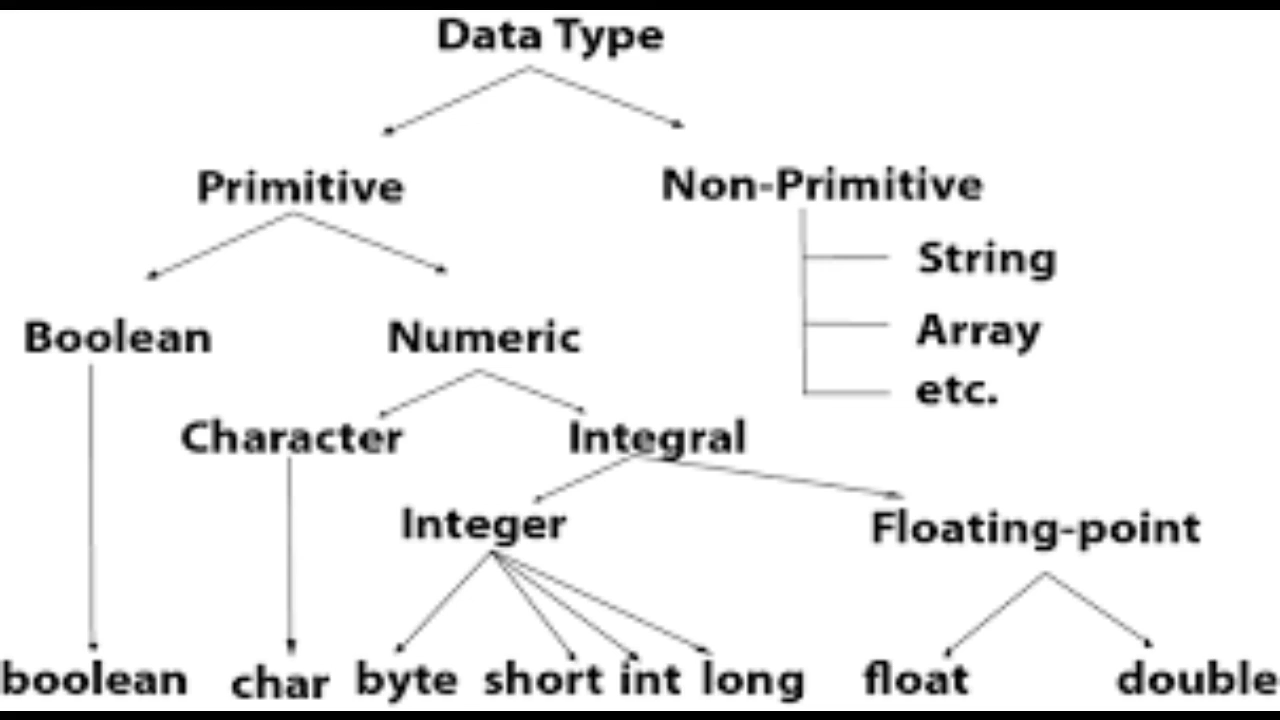 Data Type
Primitive
Non-Primitive
String
Boolean
Numeric
Array
etc.
Character
Integral
Integer
Floating-point
boolean
char
byte
short
int
long
float
double